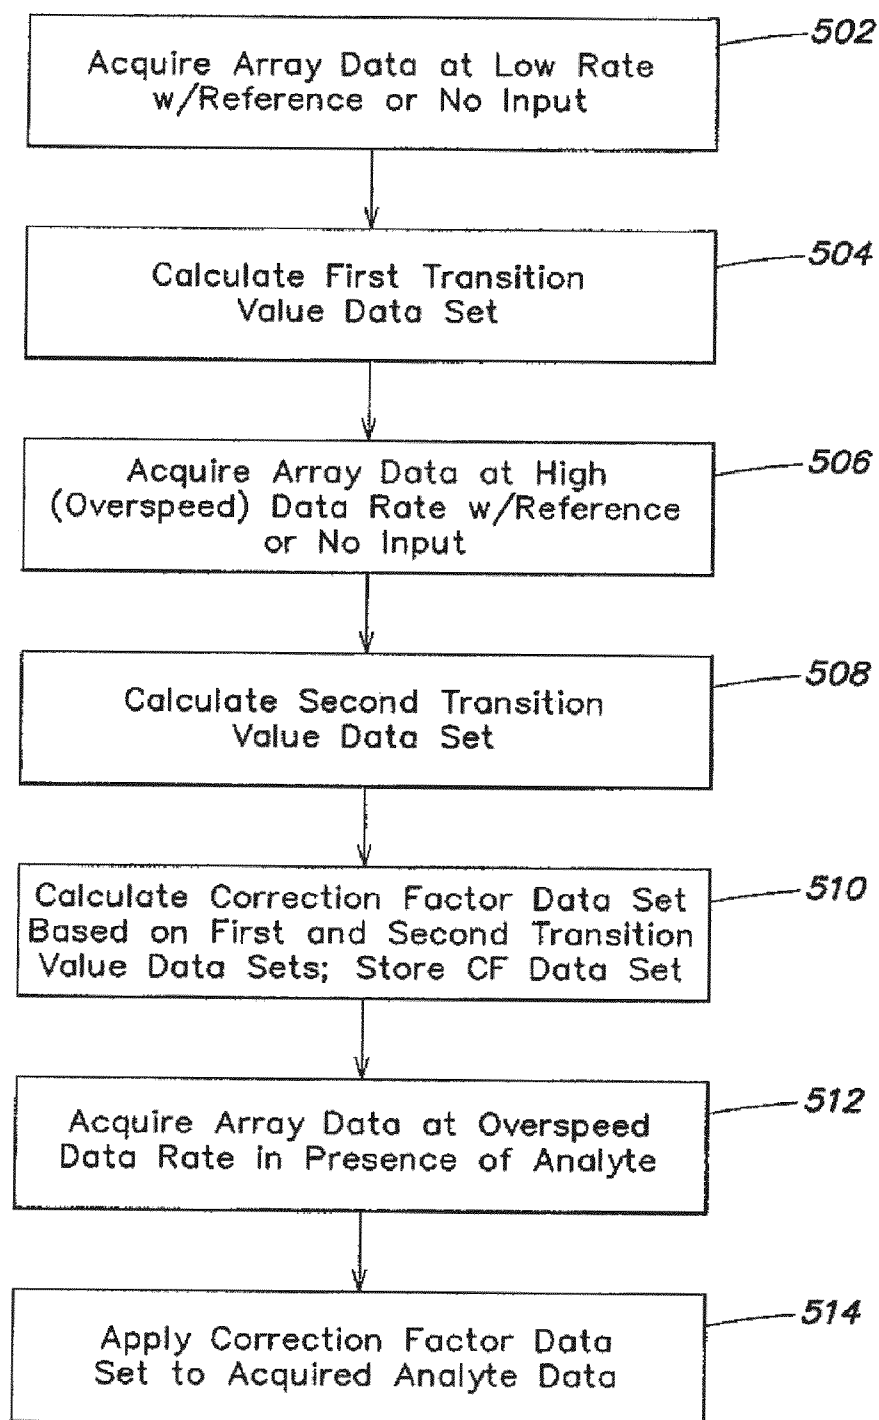 502
Acquire Array Data at Low Rate
w/Reference or No Input
504
Calculate First Transition
Value Data Set
506
Acquire Array Data at High
(Overspeed) Data Rate w/Reference
or No Input
508
Calculate Second Transition
Value Data Set
510
Calculate Correction Factor Data Set
Based on First and Second Transition
Value Data Sets; Store CF Data Set
512
Acquire Array Data at Overspeed
Data Rate in Presence of Analyte
514
Apply Correction Factor Data
Set to Acquired Analyte Data